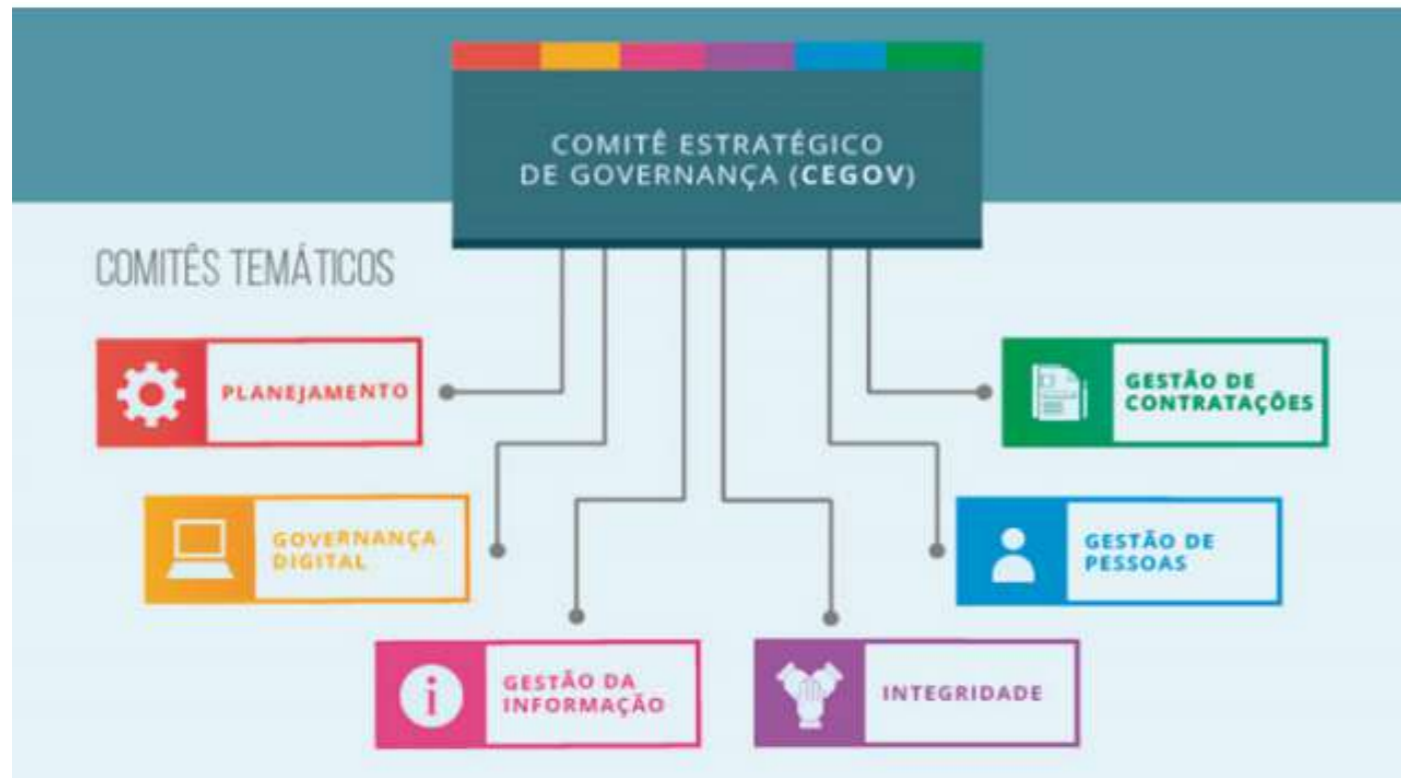 COMITÊ ESTRATÉGICO
DE GOVERNANÇA (CEGOV)
COMITÊS TEMÁTICOS
PLANEJAMENTO
GESTÃO DE
CONTRATAÇÕES
GOVERNANÇA
DIGITAL
GESTÃO DE
PESSOAS
GESTÃO DA
INFORMAÇÃO
INTEGRIDADE